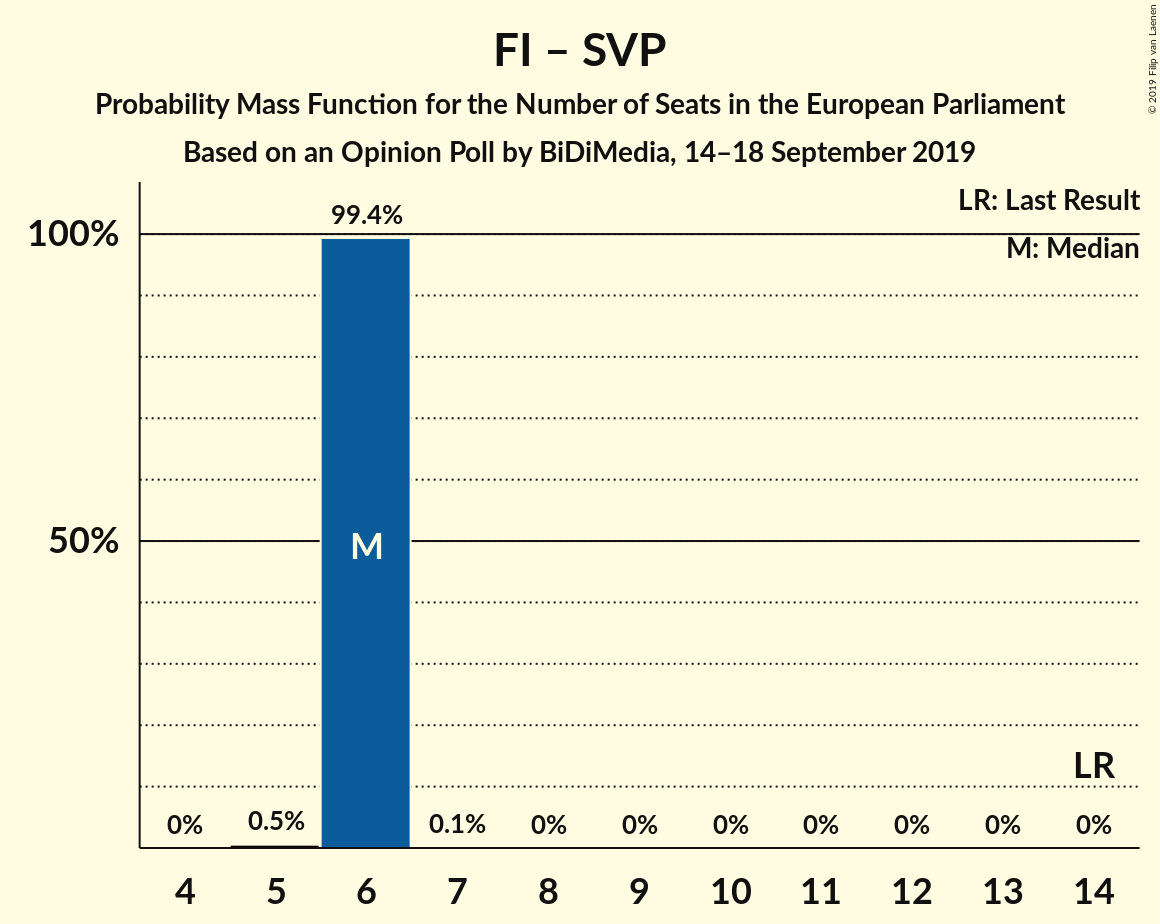 FI – SVP
Probability Mass Function for the Number of Seats in the European Parliament
Based on an Opinion Poll by BiDiMedia, 14–18 September 2019
© 2019 Filip van Laenen
LR: Last Result
M: Median
99.4%
100%
50%
M
LR
0% 0.5% 0.1% 0% 0% 0% 0% 0% 0% 0%
4 5 6 7 8 9 10 11 12 13 14